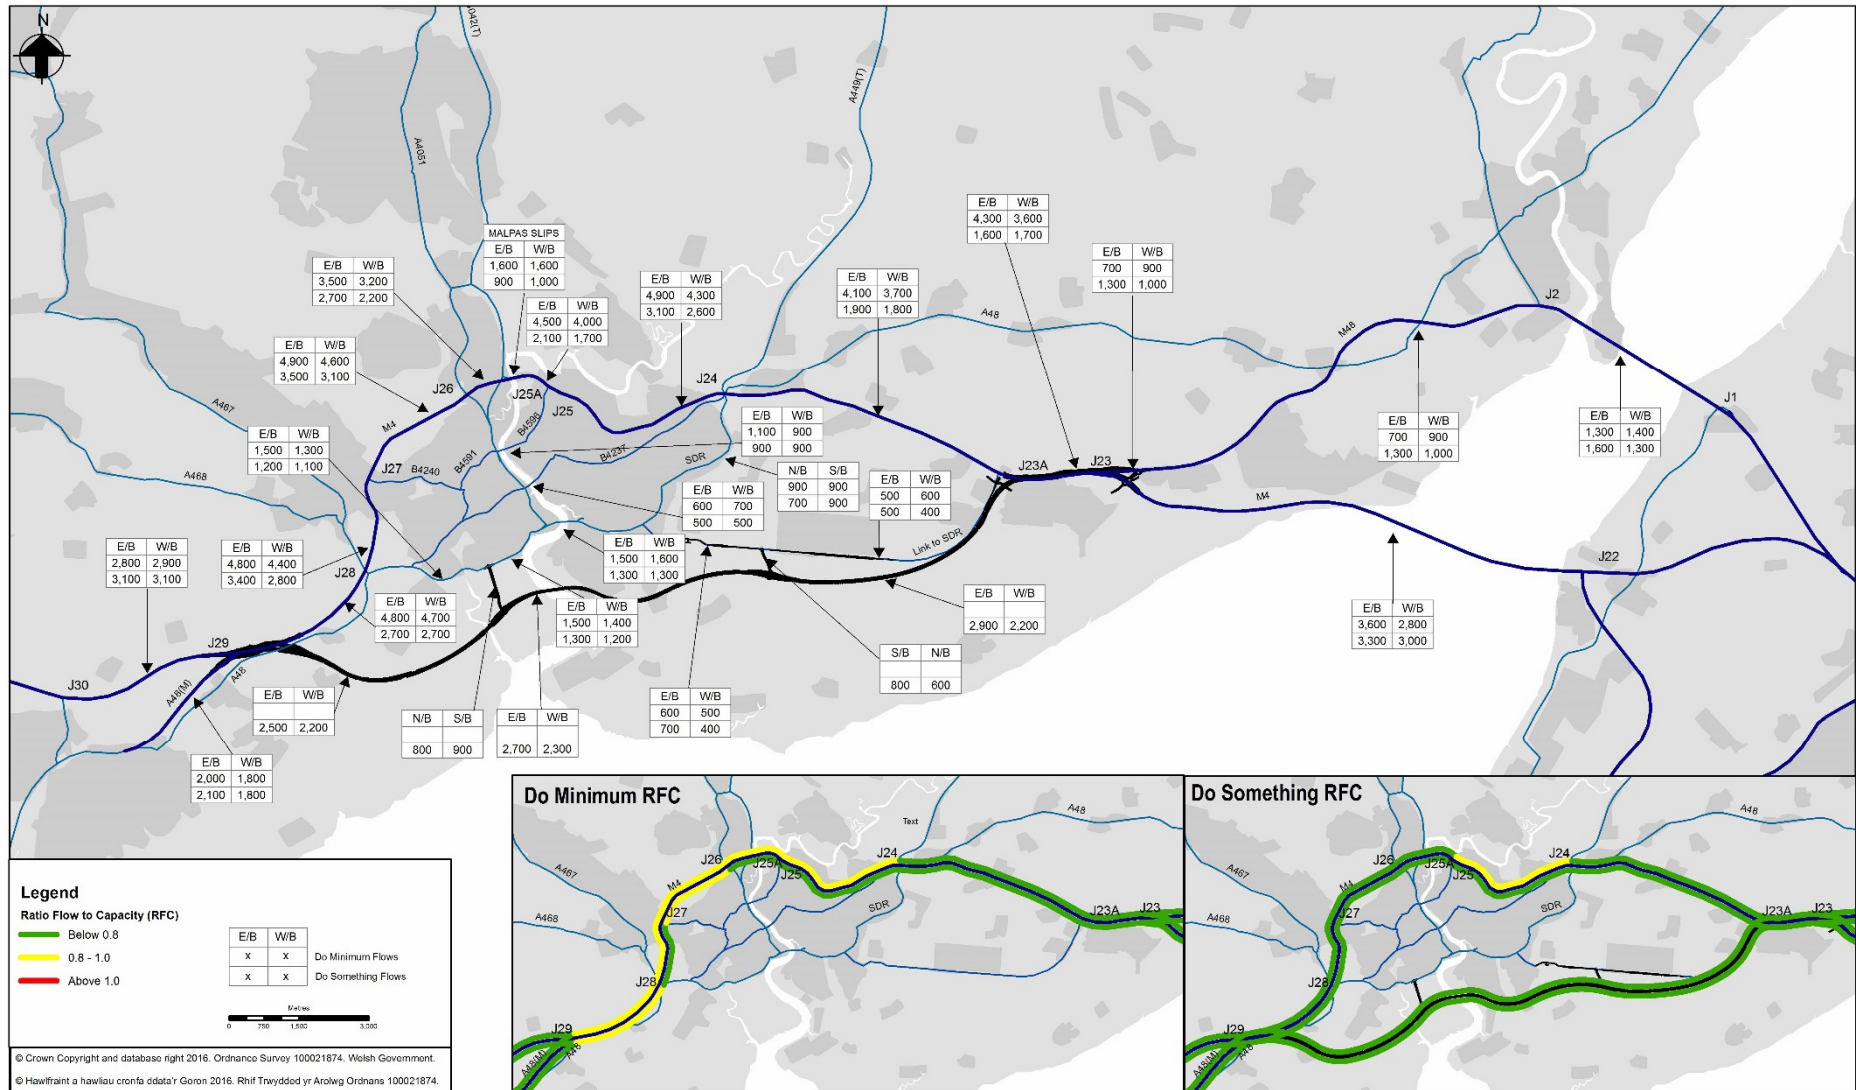 N
A042(T)
A4051
A449(T)
E/B W/B
4,300 3,600
1,600 1,700
MALPAS SLIPS
E/B W/B
1,600 1,600
900 1,000
E/B W/B
3,500 3,200
2,700 2,200
E/B W/B
4,900 4,300
3,100 2,600
E/B W/B
4,100 3,700
1,900 1,800
E/B W/B
700 900
1,300 1,000
E/B W/B
4,500 4,000
2,100 1,700
E/B W/B
4,900 4,600
3,500 3,100
A48
M48
J2
J1
J26
J25A
J25
J24
A467
M4
B4596
B4237
SDR
E/B W/B
1,100 900
900 900
E/B W/B
700 900
1,300 1,000
E/B W/B
1,300 1,400
1,600 1,300
E/B W/B
1,500 1,300
1,200 1,100
J27
B4240
B4591
A468
J23A
J23
M4
N/B S/B
900 900
700 900
E/B W/B
500 600
500 400
E/B W/B
600 700
500 500
Link to SDR
E/B W/B
1,500 1,600
1,300 1,300
E/B W/B
2,800 2,900
3,100 3,100
E/B W/B
4,800 4,400
3,400 2,800
J28
J22
E/B W/B
4,800 4,700
2,700 2,700
E/B W/B
1,500 1,400
1,300 1,200
E/B W/B
2,900 2,200
E/B W/B
3,600 2,800
3,300 3,000
J29
J30
A48(M)
A48
S/B N/B
800 600
E/B W/B
2,500 2,200
N/B S/B
800 900
E/B W/B
2,700 2,300
E/B W/B
600 500
700 400
E/B W/B
2,000 1,800
2,100 1,800
Do Minimum RFC
Text
A48
J26
J25A
J25
J24
A467
M4
J27
SDR
A468
J23A
J23
J28
J29
A48(M)
A48
Do Something RFC
A48
J26
J25A
J25
J24
A467
M4
J27
SDR
A468
J23A
J23
J28
J29
A48(M)
A48
Legend
Ratio Flow to Capacity (RFC)
Below 0.8
0.8 - 1.0
Above 1.0
E/B W/B
x x Do Minimum Flows
x x Do Something Flows
Metres
0 750 1,500 3,000
© Crown Copyright and database right 2016. Ordnance Survey 100021874. Welsh Government.
© Hawlfraint a hawliau cronfa ddata'r Goron 2016. Rhif Trwydded yr Arolwg Ordnans 100021874.